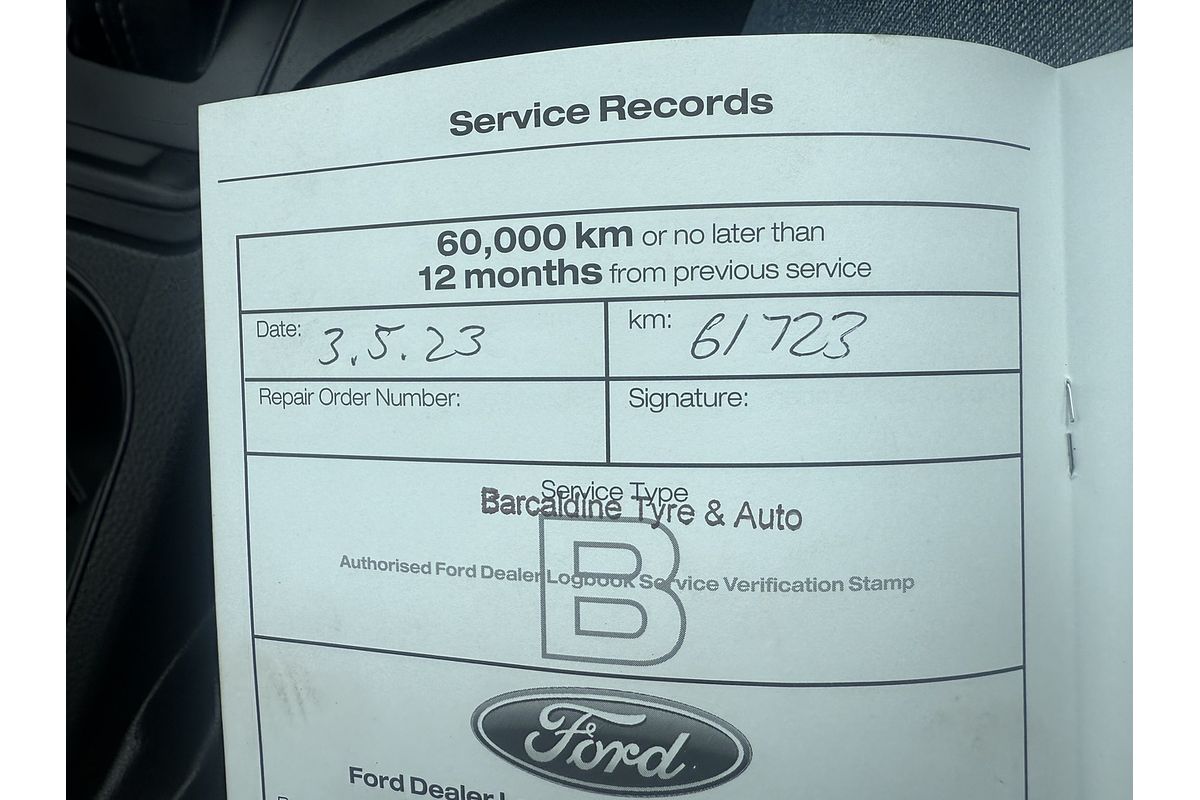 Service Records
60,000 km or no later than
12 months from previous service
Date: 3.5.23
km: 61723
Repair Order Number:
Signature:
Service Type
Barcaldine Tyre & Auto
B
Authorised Ford Dealer Logbook Service Verification Stamp
Ford
Ford Dealer